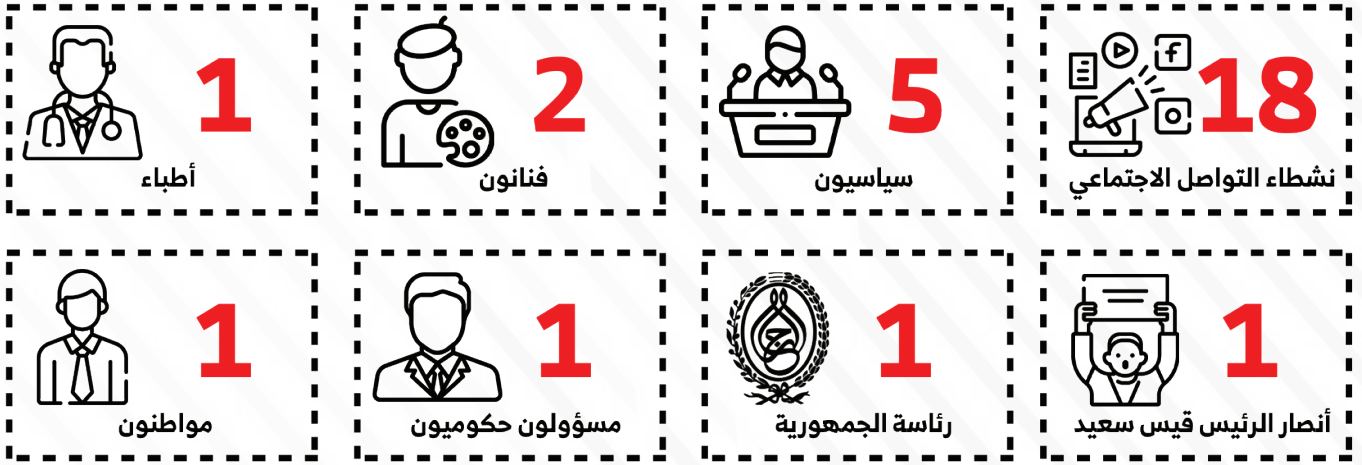 18
نشطاء التواصل الاجتماعي
5
سياسيون
2
فنانون
1
أطباء
1
أنصار الرئيس قيس سعيد
1
رئاسة الجمهورية
1
مسؤولون حكوميون
1
مواطنون